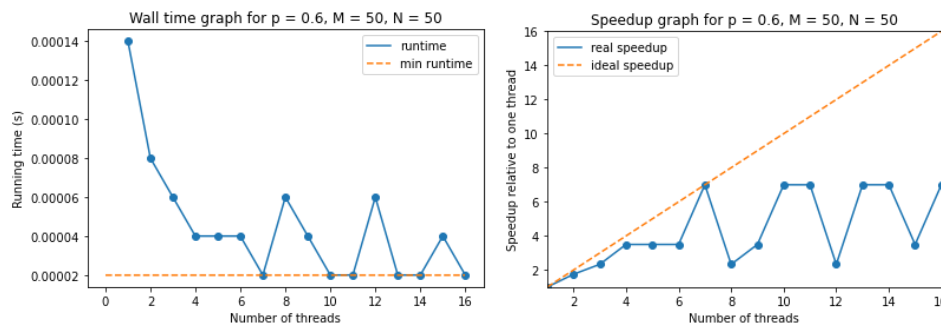 Wall time graph for p = 0.6, M = 50, N = 50
runtime
min runtime
0.00014
0.00012
0.00010
0.00008
0.00006
0.00004
0.00002
Running time (s)
0 2 4 6 8 10 12 14 16
Number of threads
Speedup graph for p = 0.6, M = 50, N = 50
real speedup
ideal speedup
16
14
12
10
8
6
4
2
Speedup relative to one thread
2 4 6 8 10 12 14 16
Number of threads